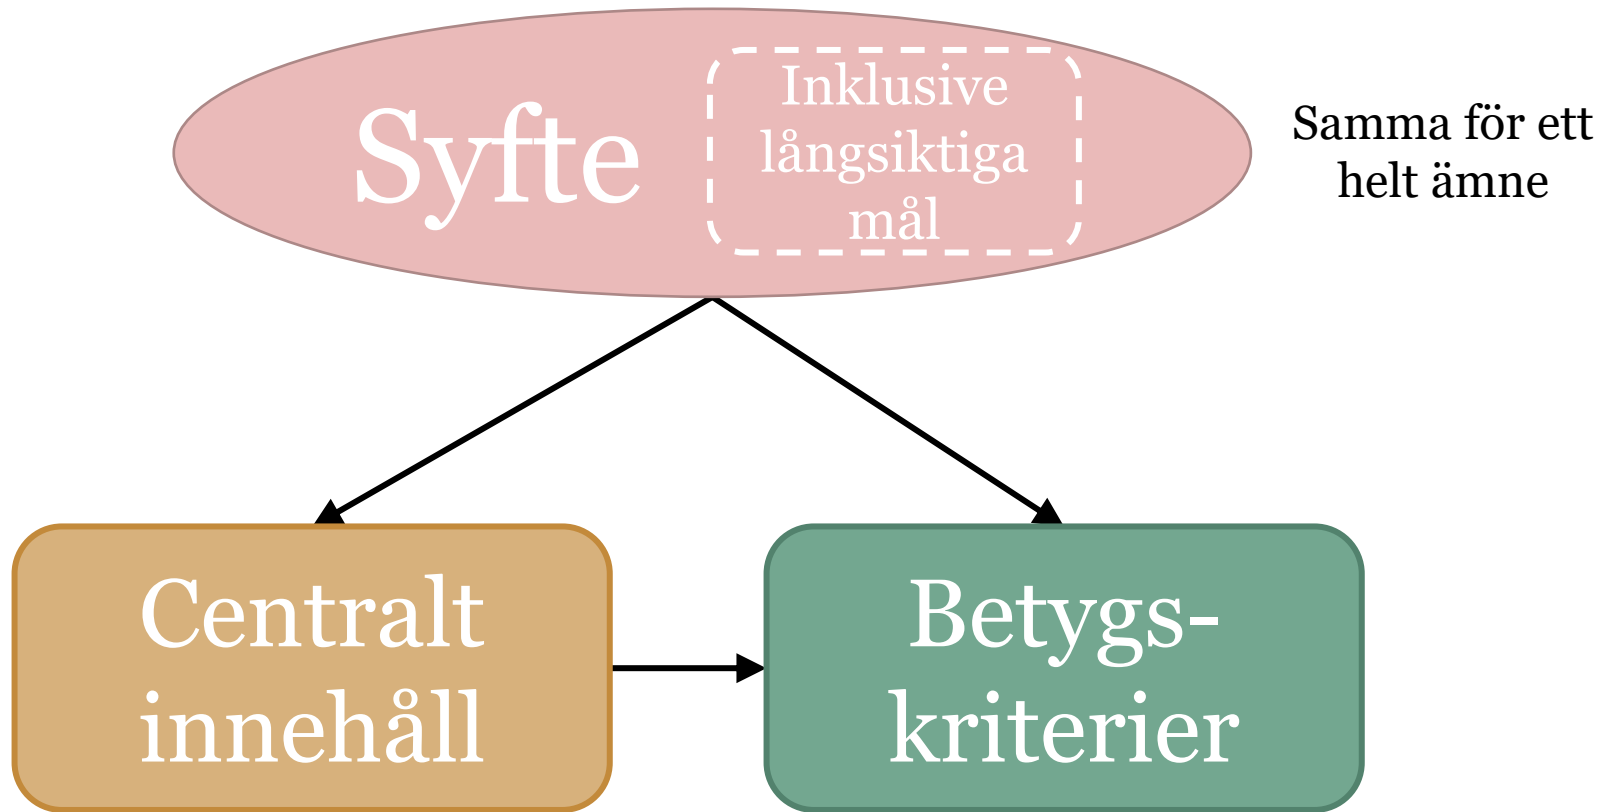 Syfte
Inklusive
långsiktiga
mål
Samma för ett
helt ämne
Centralt
innehåll
Betygs-
kriterier